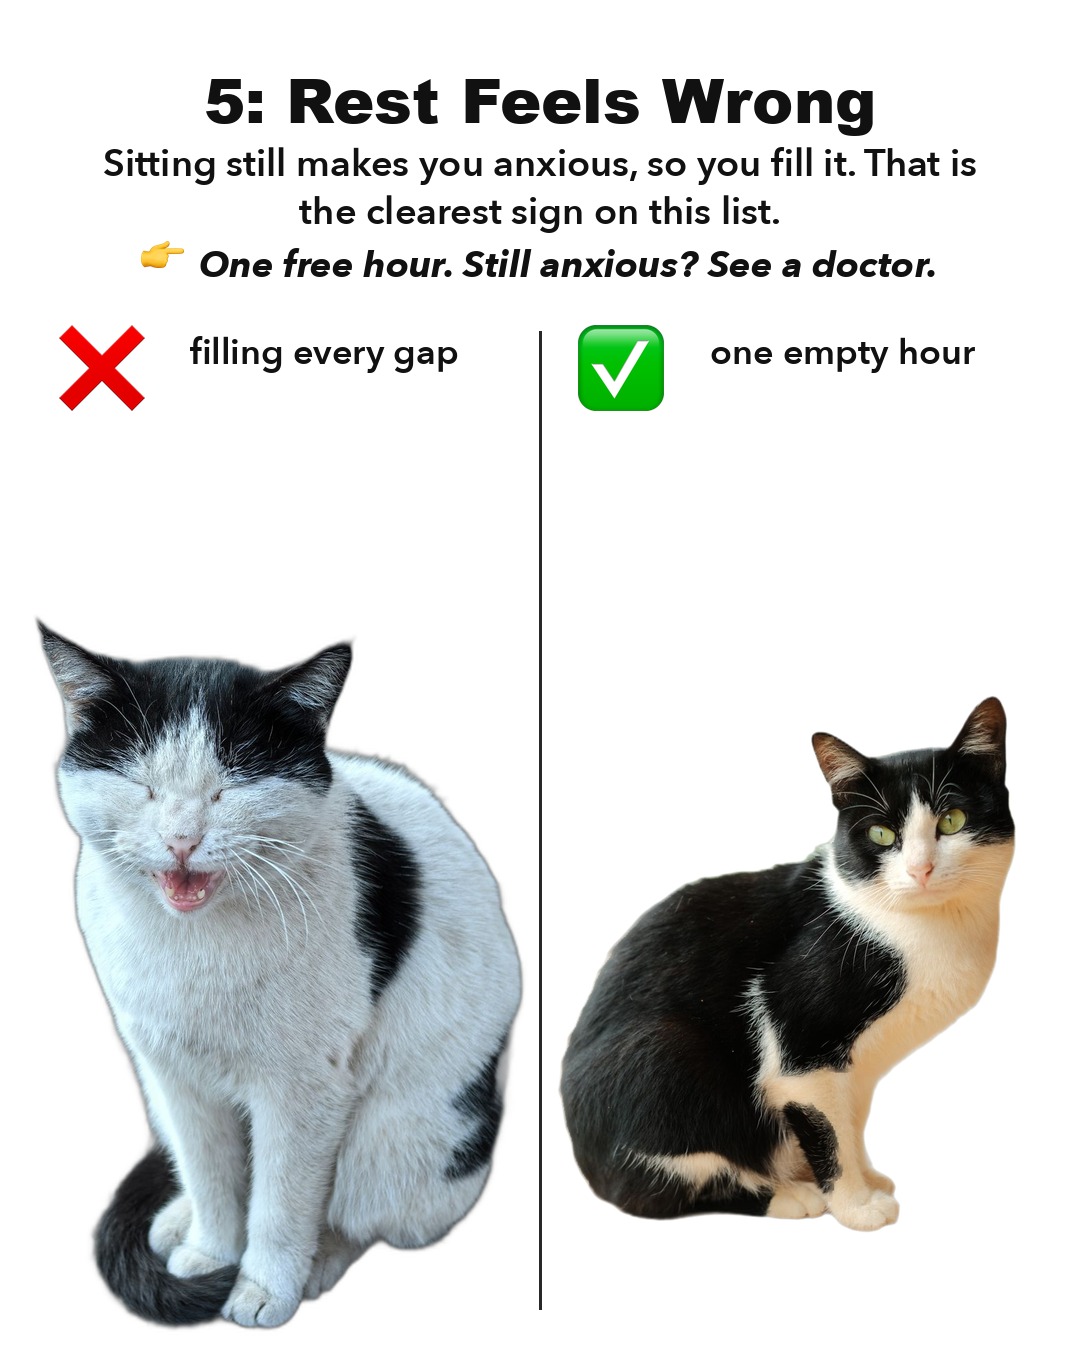 5: Rest Feels Wrong
Sitting still makes you anxious, so you fill it. That is
the clearest sign on this list.
👉 One free hour. Still anxious? See a doctor.
❌ filling every gap
✅ one empty hour